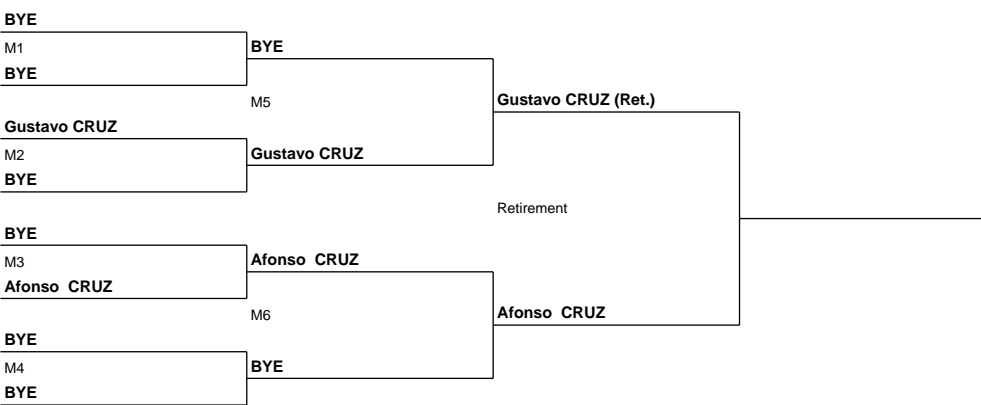 BYE
M1
BYE
BYE
M5
Gustavo CRUZ (Ret.)
Gustavo CRUZ
M2
Gustavo CRUZ
BYE
Retirement
BYE
M3
Afonso CRUZ
Afonso CRUZ
M6
Afonso CRUZ
BYE
M4
BYE
BYE